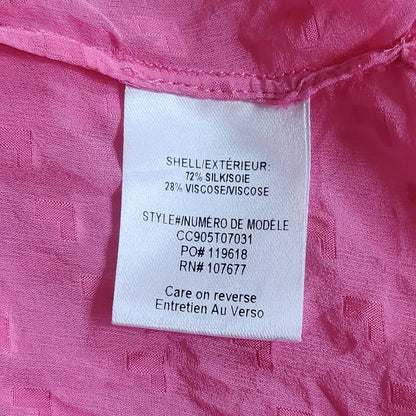 SHELL/EXTÉRIEUR:
72% SILK/SOIE
28% VISCOSE/VISCOSE
STYLE#/NUMÉRO DE MODÈLE
CC905T07031
PO# 119618
RN# 107677
Care on reverse
Entretien Au Verso